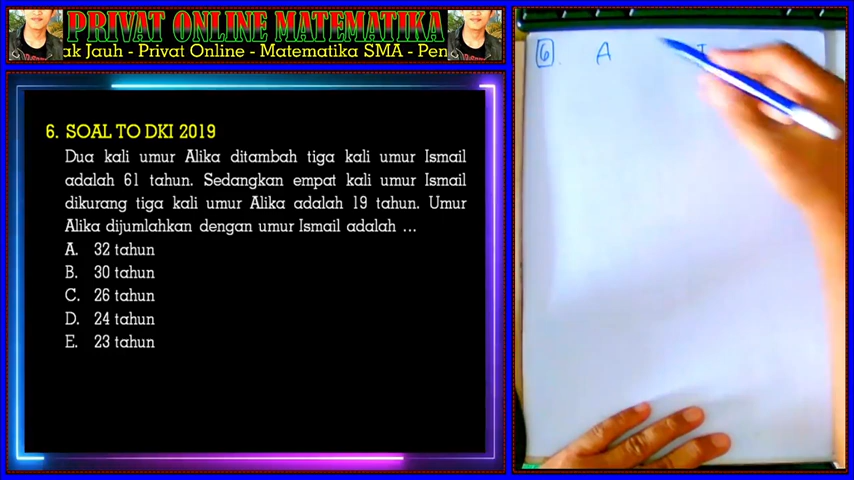 PRIVAT ONLINE MATEMATIKA
ak Jauh - Privat Online - Matematika SMA - Pen
6. SOAL TO DKI 2019
Dua kali umur Alika ditambah tiga kali umur Ismail
adalah 61 tahun. Sedangkan empat kali umur Ismail
dikurang tiga kali umur Alika adalah 19 tahun. Umur
Alika dijumlahkan dengan umur Ismail adalah ...
A. 32 tahun
B. 30 tahun
C. 26 tahun
D. 24 tahun
E. 23 tahun
6. A I